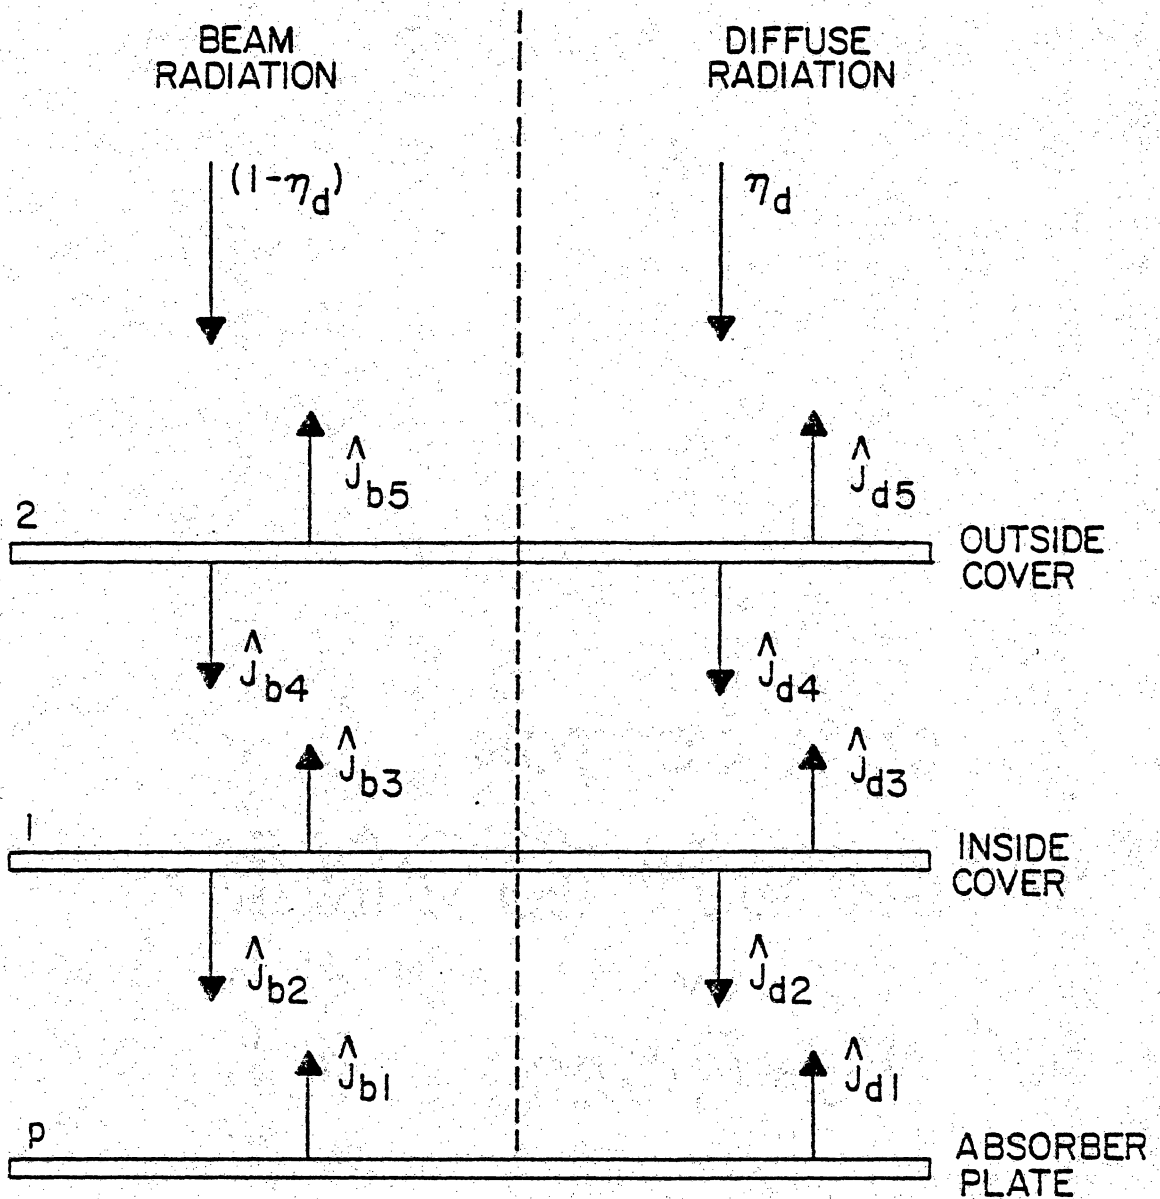 BEAM
RADIATION
DIFFUSE
RADIATION
(1-η_d)
η_d
Ĵ_b5
Ĵ_d5
2
OUTSIDE
COVER
Ĵ_b4
Ĵ_d4
Ĵ_b3
Ĵ_d3
1
INSIDE
COVER
Ĵ_b2
Ĵ_d2
Ĵ_b1
Ĵ_d1
p
ABSORBER
PLATE